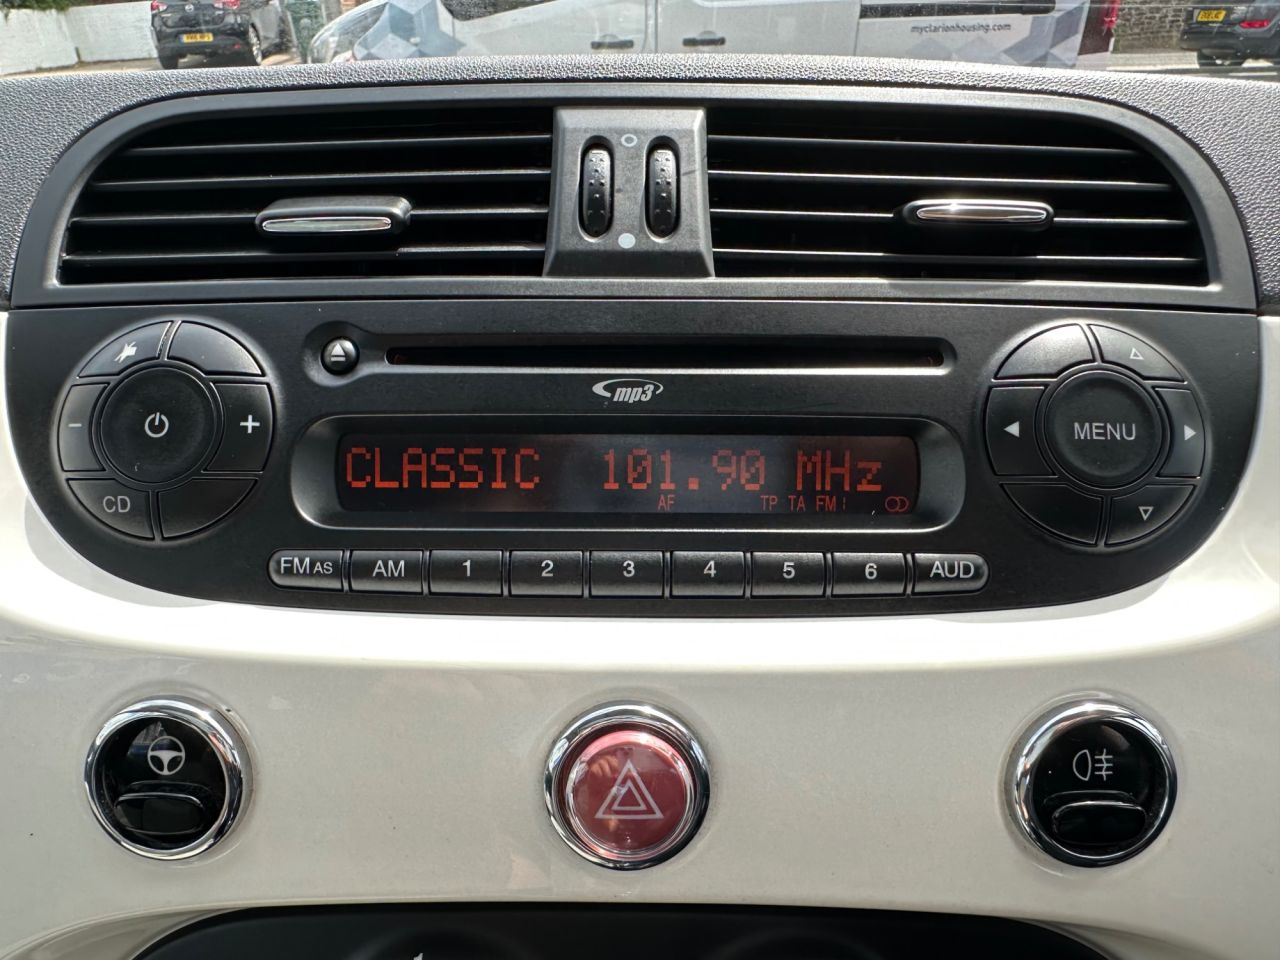 myclarionhousing.com
mp3
CD
MENU
CLASSIC 101.90 MHz
AF TP TA FM1
FM AS AM 1 2 3 4 5 6 AUD